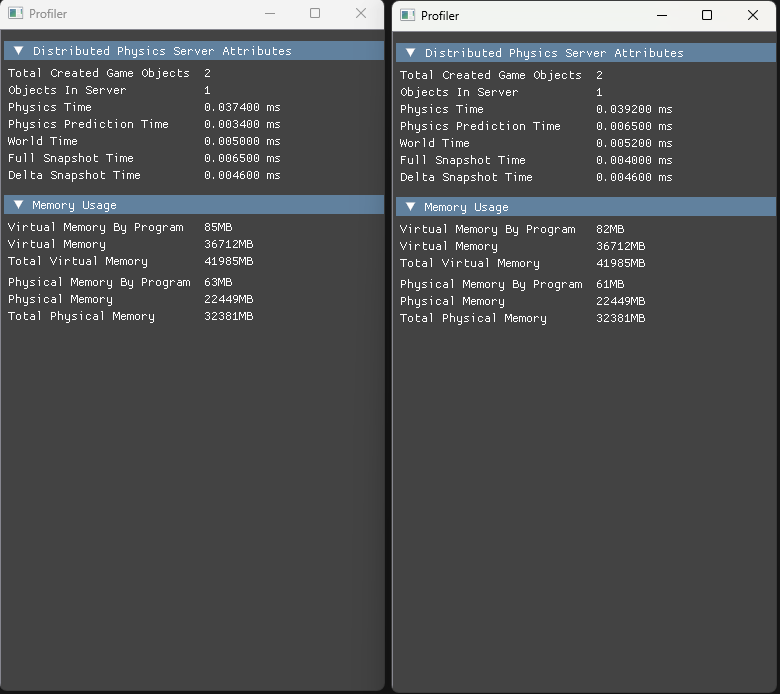 Profiler
Distributed Physics Server Attributes
Total Created Game Objects 2
Objects In Server 1
Physics Time 0.037400 ms
Physics Prediction Time 0.003400 ms
World Time 0.005000 ms
Full Snapshot Time 0.006500 ms
Delta Snapshot Time 0.004600 ms
Memory Usage
Virtual Memory By Program 85MB
Virtual Memory 36712MB
Total Virtual Memory 41985MB
Physical Memory By Program 63MB
Physical Memory 22449MB
Total Physical Memory 32381MB
Profiler
Distributed Physics Server Attributes
Total Created Game Objects 2
Objects In Server 1
Physics Time 0.039200 ms
Physics Prediction Time 0.006500 ms
World Time 0.005200 ms
Full Snapshot Time 0.004000 ms
Delta Snapshot Time 0.004600 ms
Memory Usage
Virtual Memory By Program 82MB
Virtual Memory 36712MB
Total Virtual Memory 41985MB
Physical Memory By Program 61MB
Physical Memory 22449MB
Total Physical Memory 32381MB